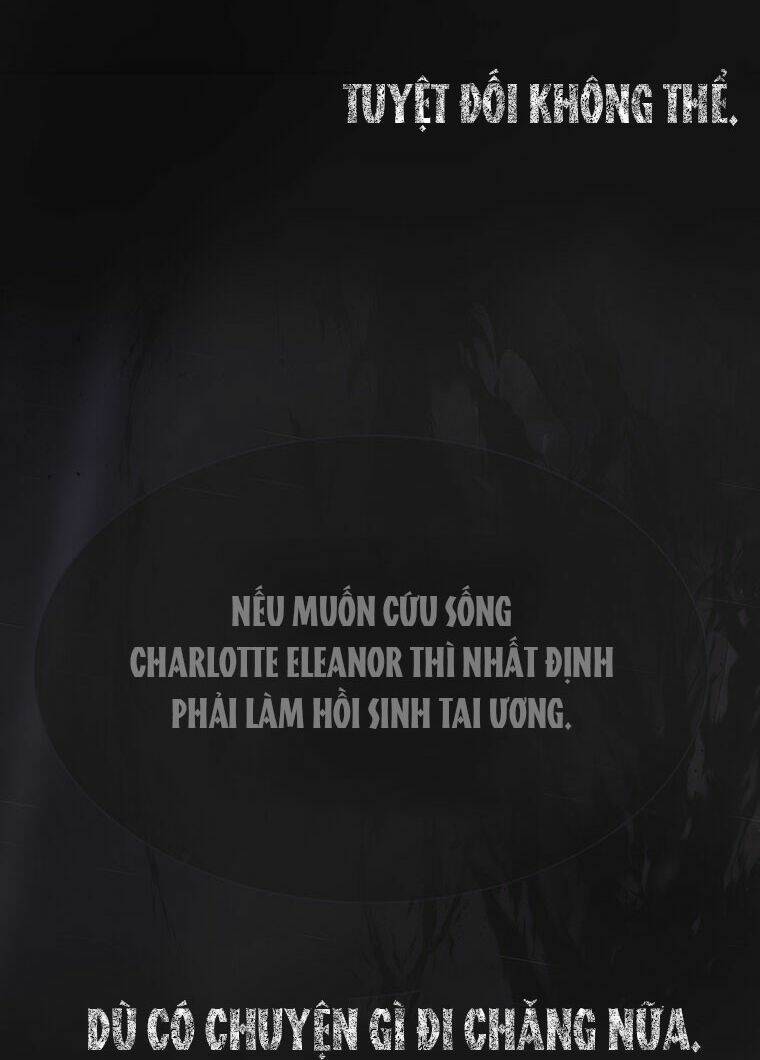 TUYỆT ĐỐI KHÔNG THỂ.
NẾU MUỐN CỨU SỐNG
CHARLOTTE ELEANOR THÌ NHẤT ĐỊNH
PHẢI LÀM HỒI SINH TAI ƯƠNG.
DÙ CÓ CHUYỆN GÌ ĐI CHĂNG NỮA.